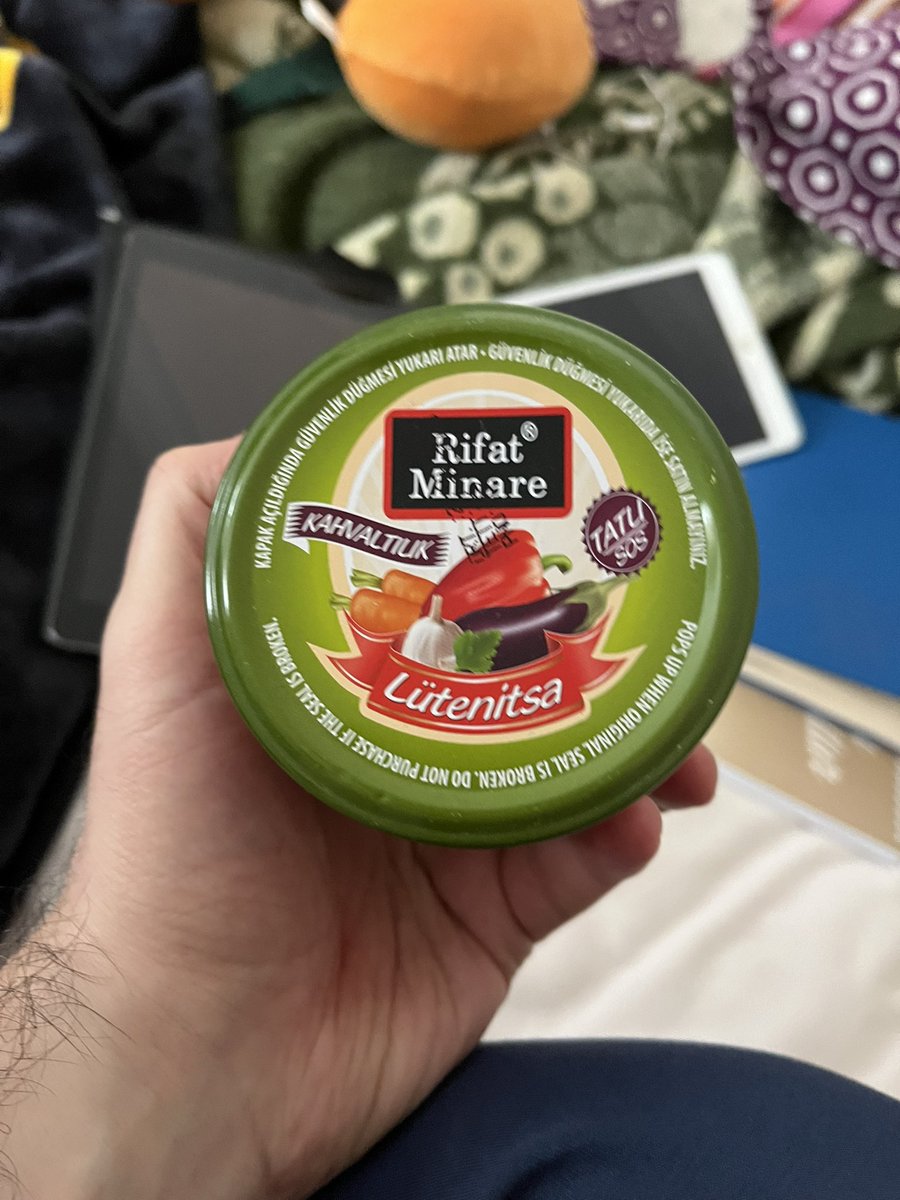 KAPAK AÇILDIĞINDA GÜVENLİK DÜĞMESİ YUKARI ATAR • GÜVENLİK DÜĞMESİ YUKARIDA İSE SATIN ALMAYINIZ.
Rifat®
Minare
KAHVALTILIK
TATLI
SOS
Lütenitsa
POPS UP WHEN ORIGINAL SEAL IS BROKEN. DO NOT PURCHASE IF THE SEAL IS BROKEN.